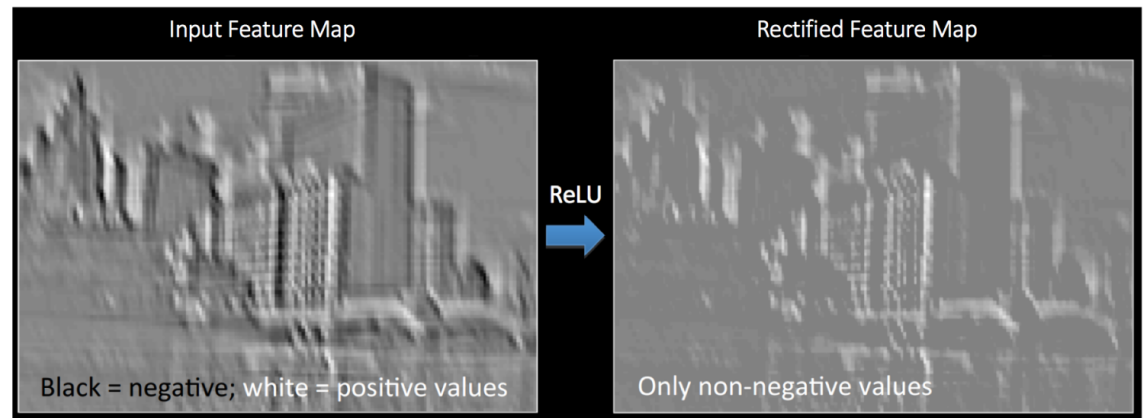 Input Feature Map
Rectified Feature Map
ReLU
Black = negative; white = positive values
Only non-negative values